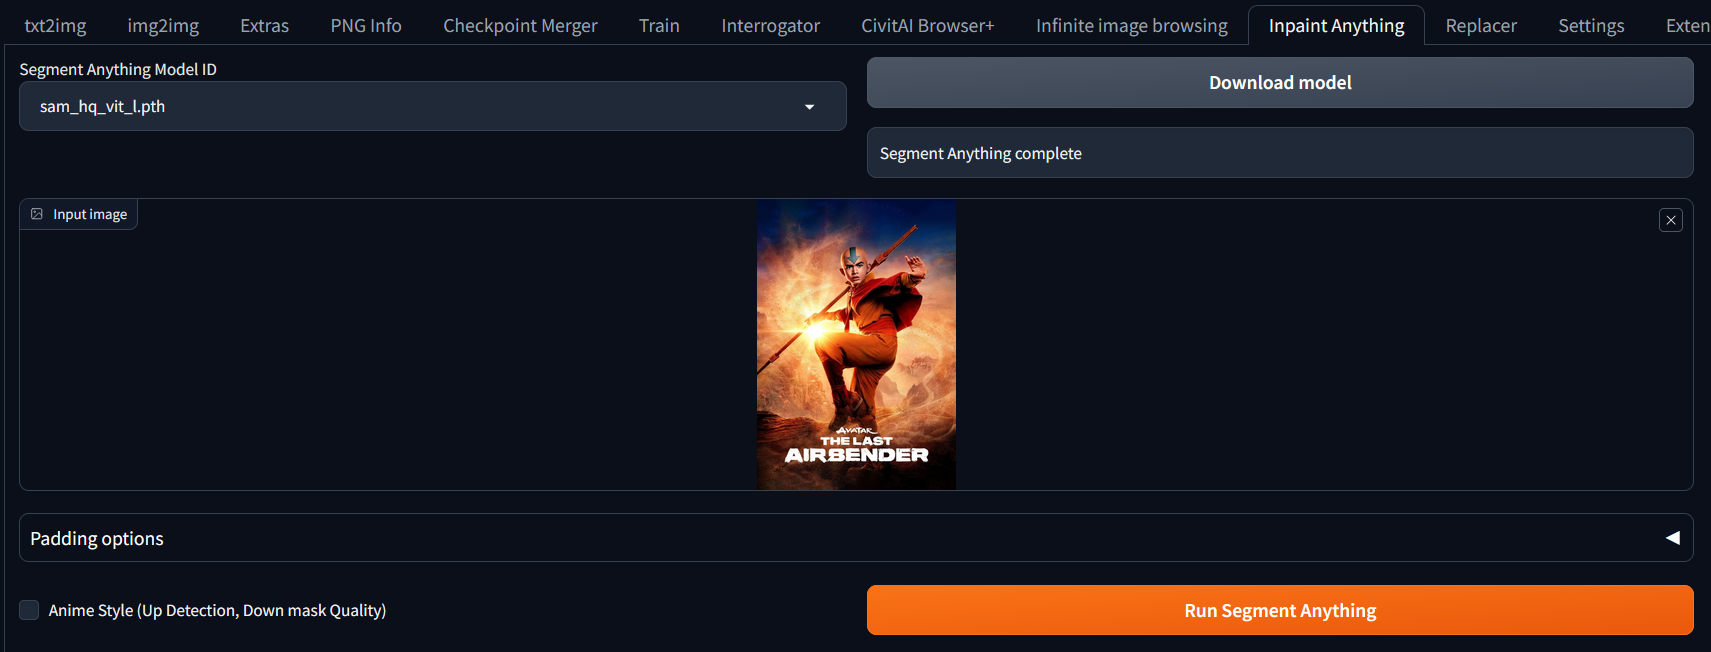 txt2img img2img Extras PNG Info Checkpoint Merger Train Interrogator CivitAI Browser+ Infinite image browsing Inpaint Anything Replacer Settings Exten
Segment Anything Model ID
sam_hq_vit_l.pth
Download model
Segment Anything complete
Input image
AVATAR
THE LAST
AIRBENDER
Padding options
Anime Style (Up Detection, Down mask Quality)
Run Segment Anything